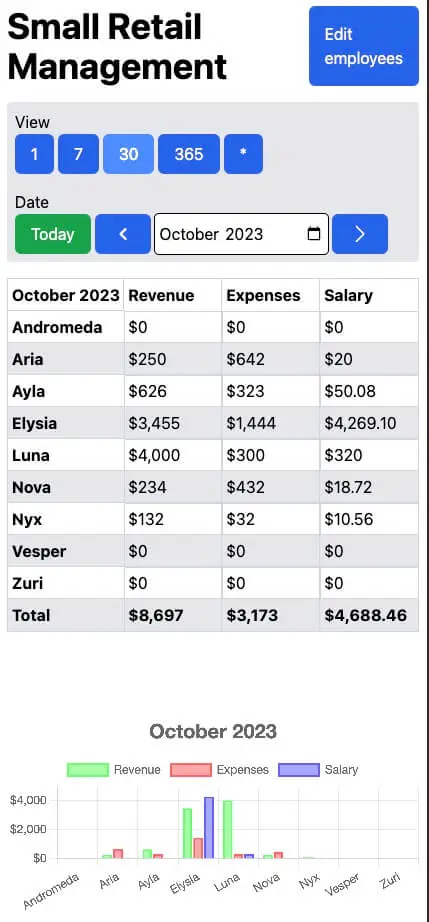 Small Retail
Management
Edit
employees
View
1 7 30 365 *
Date
Today < October 2023 >
October 2023 Revenue Expenses Salary
Andromeda $0 $0 $0
Aria $250 $642 $20
Ayla $626 $323 $50.08
Elysia $3,455 $1,444 $4,269.10
Luna $4,000 $300 $320
Nova $234 $432 $18.72
Nyx $132 $32 $10.56
Vesper $0 $0 $0
Zuri $0 $0 $0
Total $8,697 $3,173 $4,688.46
October 2023
Revenue Expenses Salary
$4,000
$2,000
$0
Andromeda Aria Ayla Elysia Luna Nova Nyx Vesper Zuri